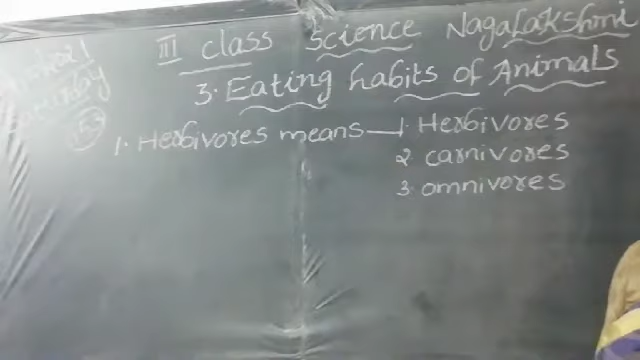 III class Science NagaLakshmi
3. Eating habits of Animals
1. Herbivores means — 1. Herbivores
2 carnivores
3. omnivores